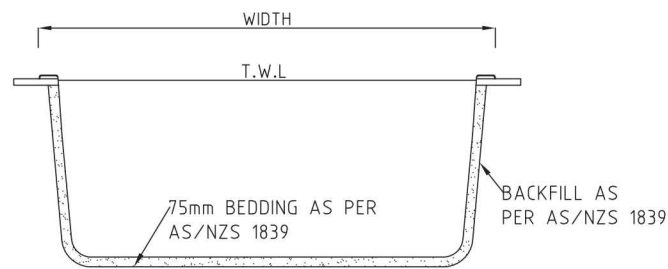 WIDTH
T.W.L
75mm BEDDING AS PER
AS/NZS 1839
BACKFILL AS
PER AS/NZS 1839